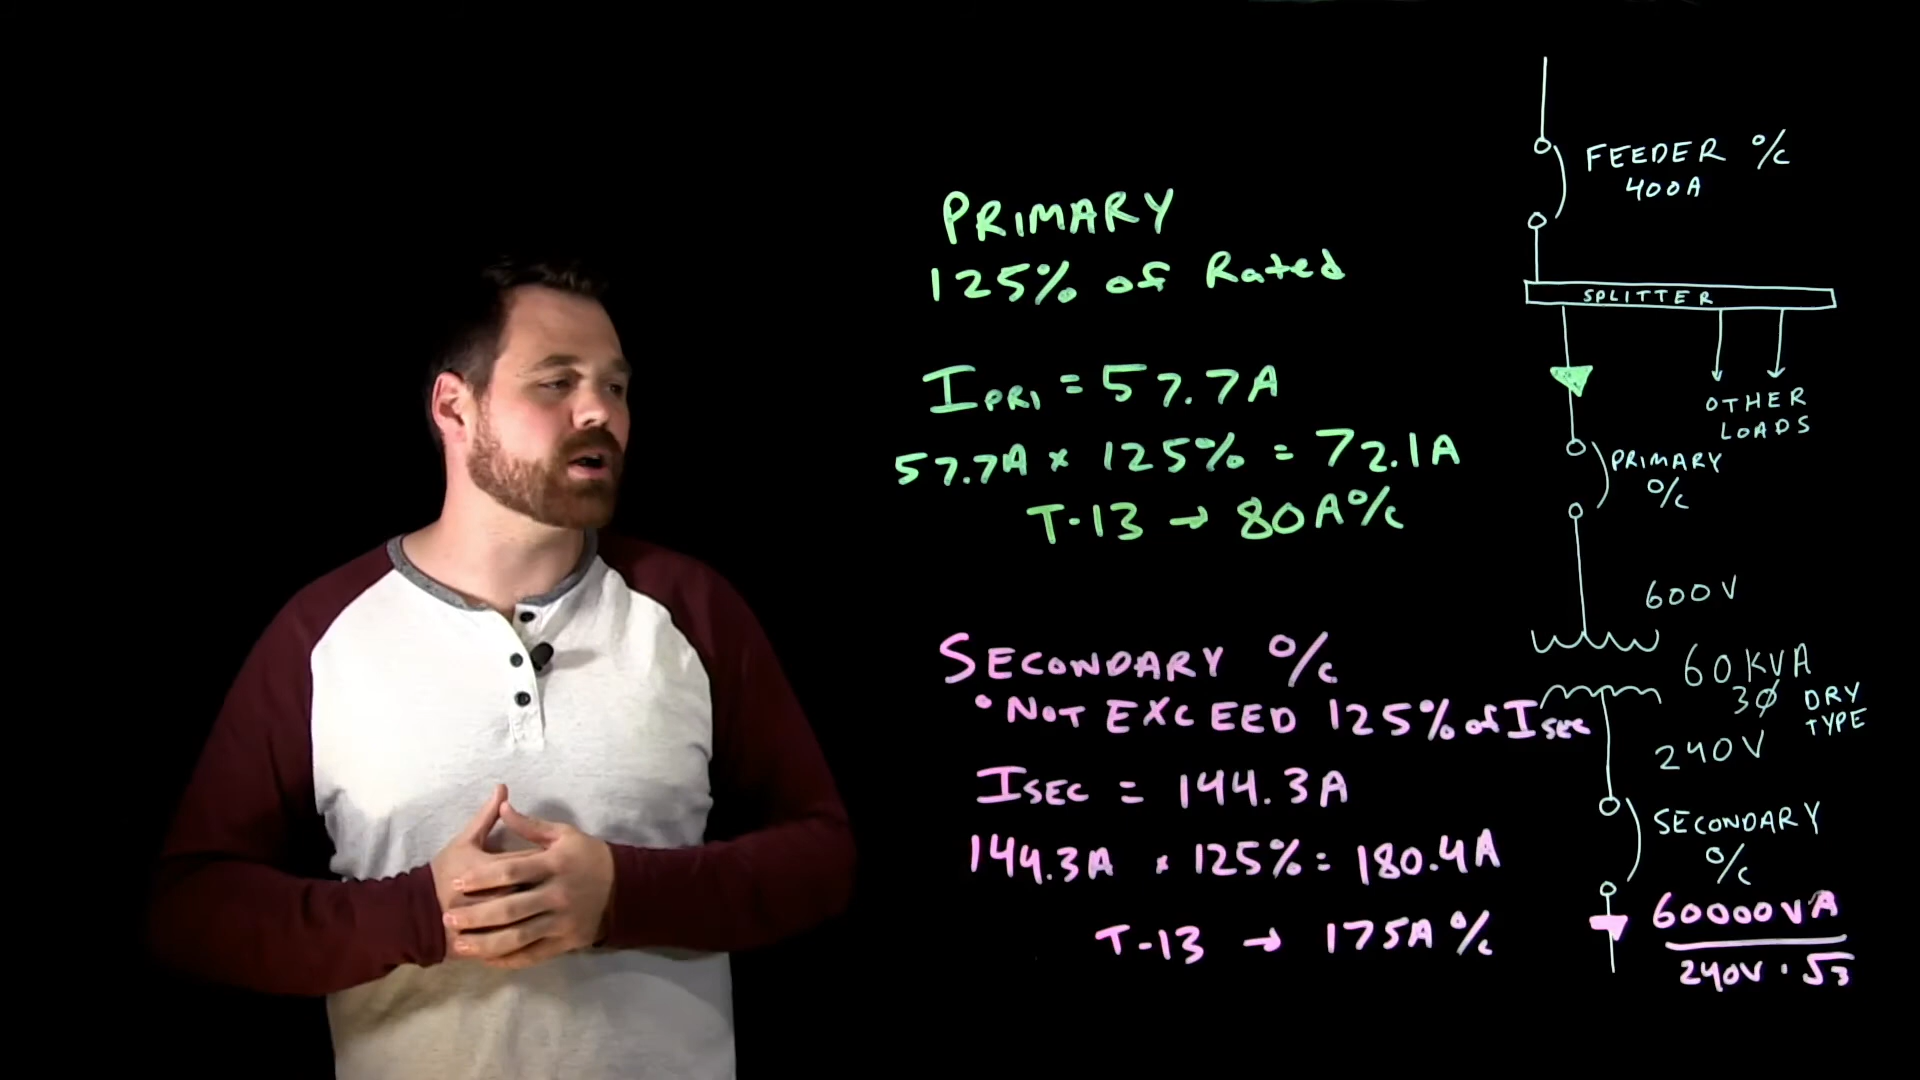 PRIMARY
125% of Rated
IPRI = 57.7A
57.7A x 125% = 72.1A
T-13 → 80A O/C
SECONDARY O/C
• NOT EXCEED 125% of Isec
ISEC = 144.3A
144.3A x 125% = 180.4A
T-13 → 175A O/C
FEEDER O/C
400A
SPLITTER
OTHER
LOADS
PRIMARY
O/C
600V
60KVA
3Ø DRY
TYPE
240V
SECONDARY
O/C
60000VA
240V · √3